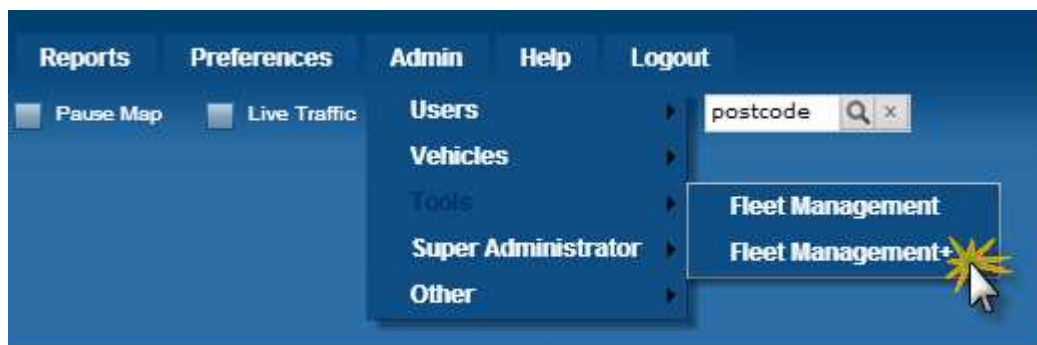 Reports Preferences Admin Help Logout
Pause Map Live Traffic Users postcode ×
Vehicles
Tools Fleet Management
Super Administrator Fleet Management+
Other